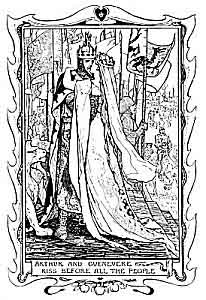 ARTHUR AND GUENEVERE
KISS BEFORE ALL THE PEOPLE